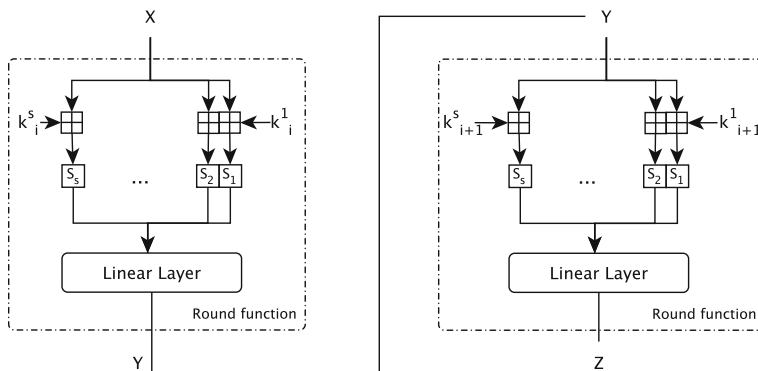 X
k^s_i
k^1_i
S_s
...
S_2
S_1
Linear Layer
Round function
Y
Y
k^s_{i+1}
k^1_{i+1}
S_s
...
S_2
S_1
Linear Layer
Round function
Z